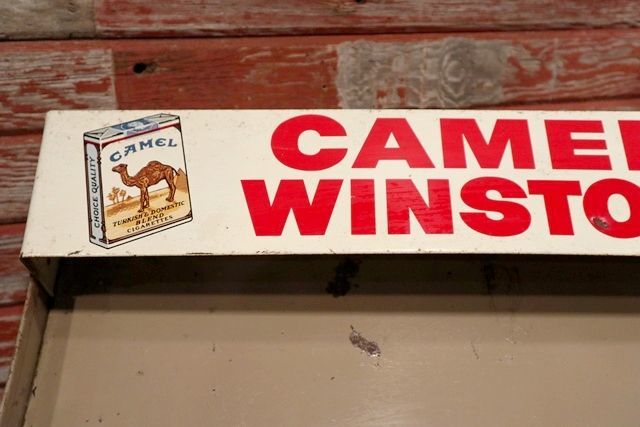 CAMEL
CHOICE QUALITY
TURKISH & DOMESTIC
BLEND
CIGARETTES
CAMEL
WINSTO